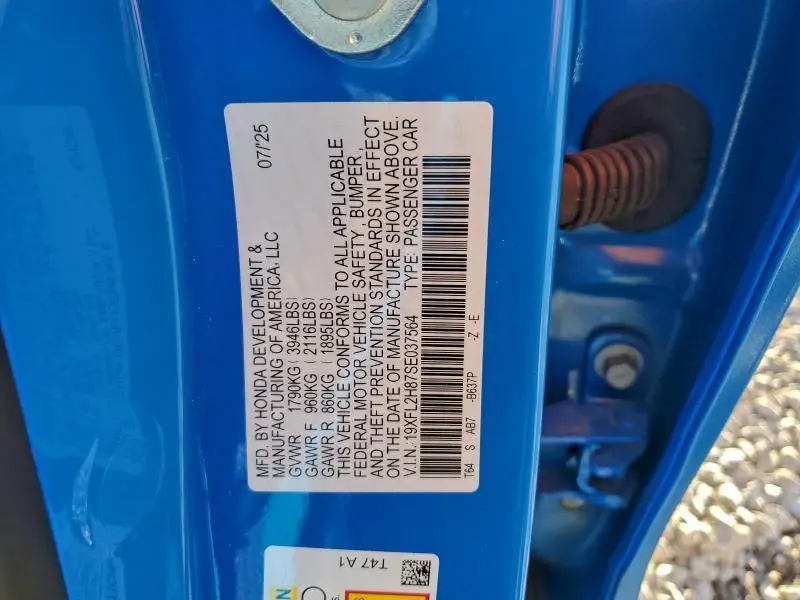 MFD. BY HONDA DEVELOPMENT & 07/'25
MANUFACTURING OF AMERICA, LLC
GVWR 1790KG(3946LBS)
GAWR F 960KG (2116LBS)
GAWR R 860KG (1895LBS)
THIS VEHICLE CONFORMS TO ALL APPLICABLE
FEDERAL MOTOR VEHICLE SAFETY, BUMPER,
AND THEFT PREVENTION STANDARDS IN EFFECT
ON THE DATE OF MANUFACTURE SHOWN ABOVE.
V.I.N.:19XFL2H87SE037564 TYPE: PASSENGER CAR
T64 S AB7 -B637P -Z -E
T47 A1